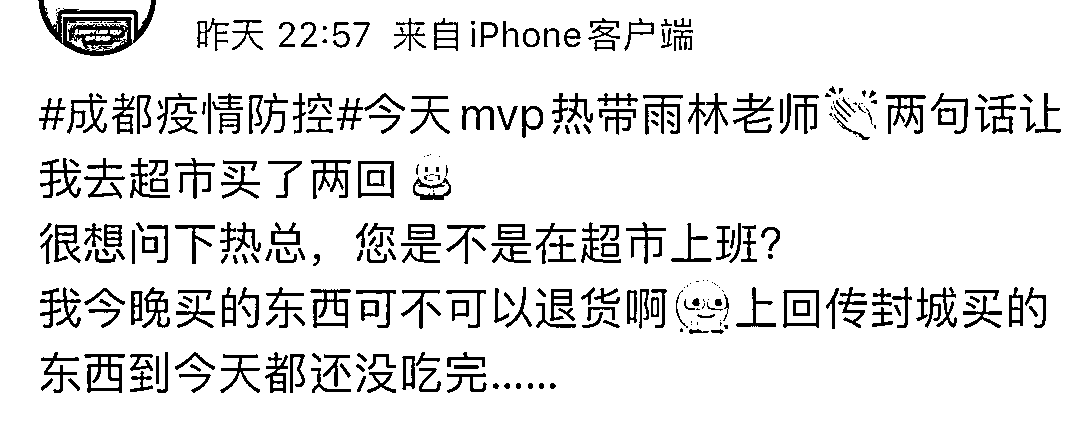 昨天 22:57 来自iPhone客户端
#成都疫情防控#今天mvp热带雨林老师👏两句话让
我去超市买了两回
很想问下热总，您是不是在超市上班？
我今晚买的东西可不可以退货啊 上回传封城买的
东西到今天都还没吃完......